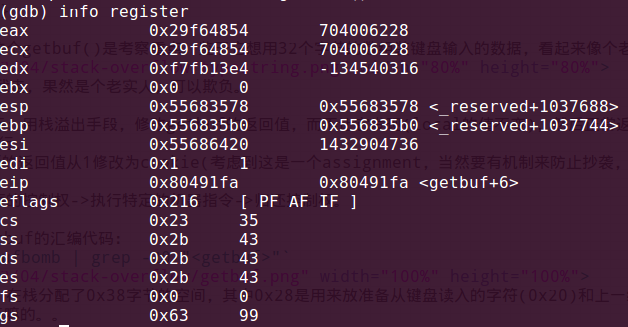 (gdb) info register
eax 0x29f64854 704006228
ecx 0x29f64854 704006228
edx 0xf7fb13e4 -134540316
ebx 0x0 0
esp 0x55683578 0x55683578 <_reserved+1037688>
ebp 0x556835b0 0x556835b0 <_reserved+1037744>
esi 0x55686420 1432904736
edi 0x1 1
eip 0x80491fa 0x80491fa <getbuf+6>
eflags 0x216 [ PF AF IF ]
cs 0x23 35
ss 0x2b 43
ds 0x2b 43
es 0x2b 43
fs 0x0 0
gs 0x63 99